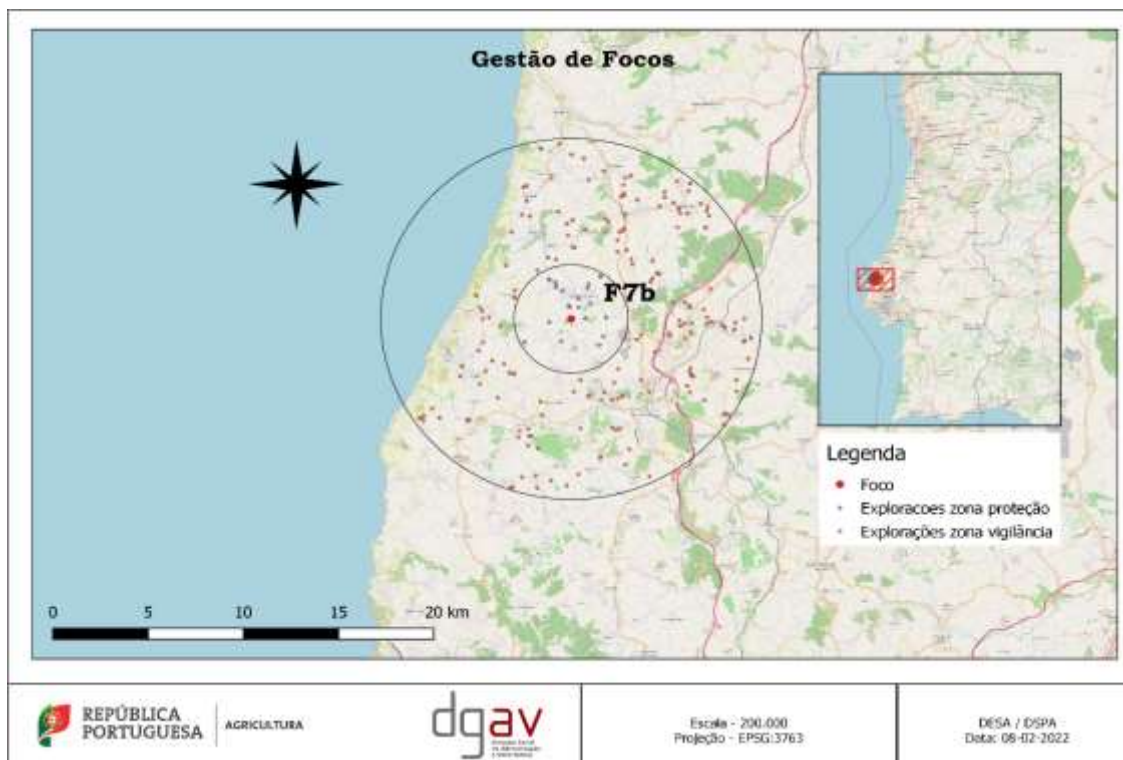 Gestão de Focos
F7b
Legenda
Foco
Exploracoes zona proteção
Explorações zona vigilância
0 5 10 15 20 km
REPÚBLICA
PORTUGUESA
AGRICULTURA
dgav
Escala - 200.000
Projeção - EPSG:3763
DESA / DSPA
Data: 08-02-2022